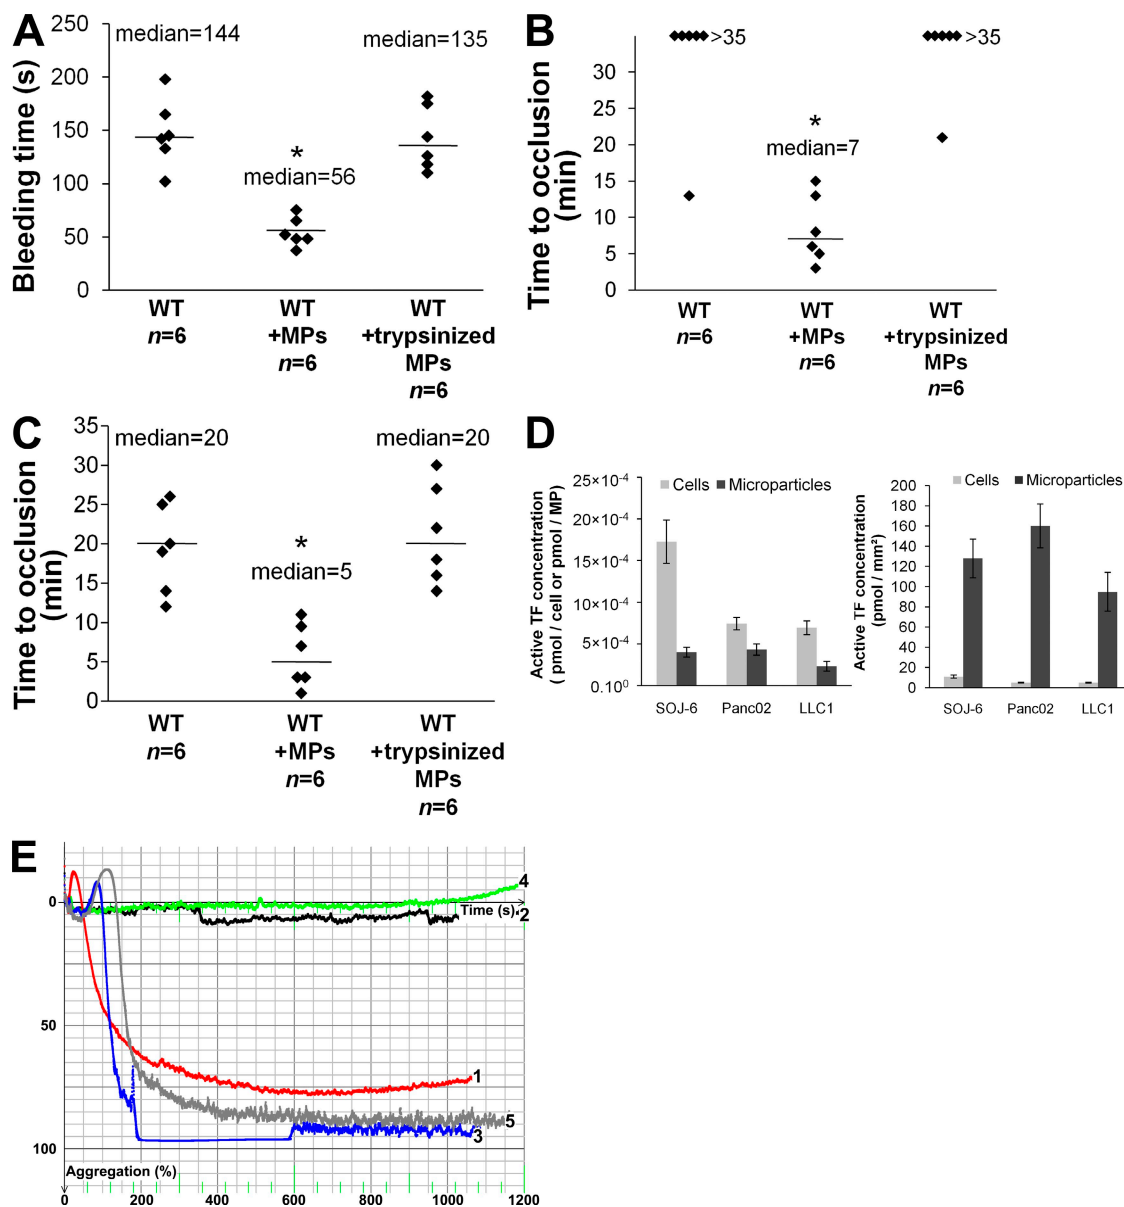 A
Bleeding time (s)
250
200
150
100
50
0
median=144
*
median=56
median=135
WT
n=6
WT
+MPs
n=6
WT
+trypsinized
MPs
n=6
B
Time to occlusion
(min)
30
25
20
15
10
5
0
>35
*
median=7
>35
WT
n=6
WT
+MPs
n=6
WT
+trypsinized
MPs
n=6
C
Time to occlusion
(min)
35
30
25
20
15
10
5
0
median=20
*
median=5
median=20
WT
n=6
WT
+MPs
n=6
WT
+trypsinized
MPs
n=6
D
Active TF concentration
( pmol / cell or pmol / MP)
25×10⁻⁴
20×10⁻⁴
15×10⁻⁴
10×10⁻⁴
5×10⁻⁴
0.10⁰
Cells Microparticles
SOJ-6 Panc02 LLC1
Active TF concentration
(pmol / mm²)
200
180
160
140
120
100
80
60
40
20
0
Cells Microparticles
SOJ-6 Panc02 LLC1
E
0
50
100
4
Time (s).
2
1
5
3
Aggregation (%)
0 200 400 600 800 1000 1200